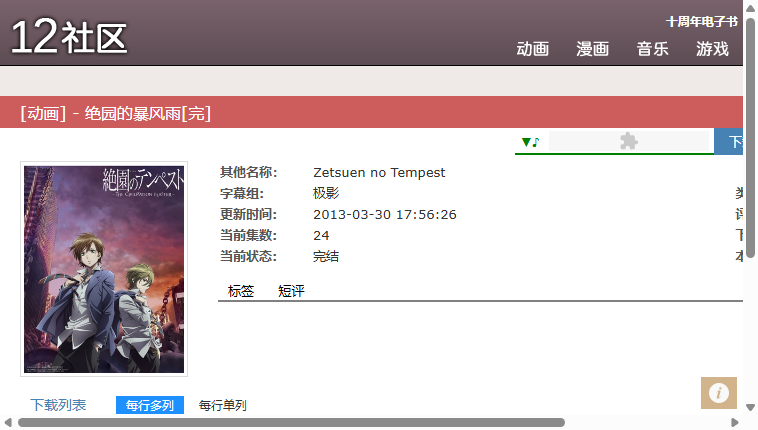 12社区
十周年电子书
动画 漫画 音乐 游戏
[动画] - 绝园的暴风雨[完]
▼♪
絶園のテンペスト
其他名称: Zetsuen no Tempest
字幕组: 极影
更新时间: 2013-03-30 17:56:26
当前集数: 24
当前状态: 完结
标签 短评
下载列表 每行多列 每行单列